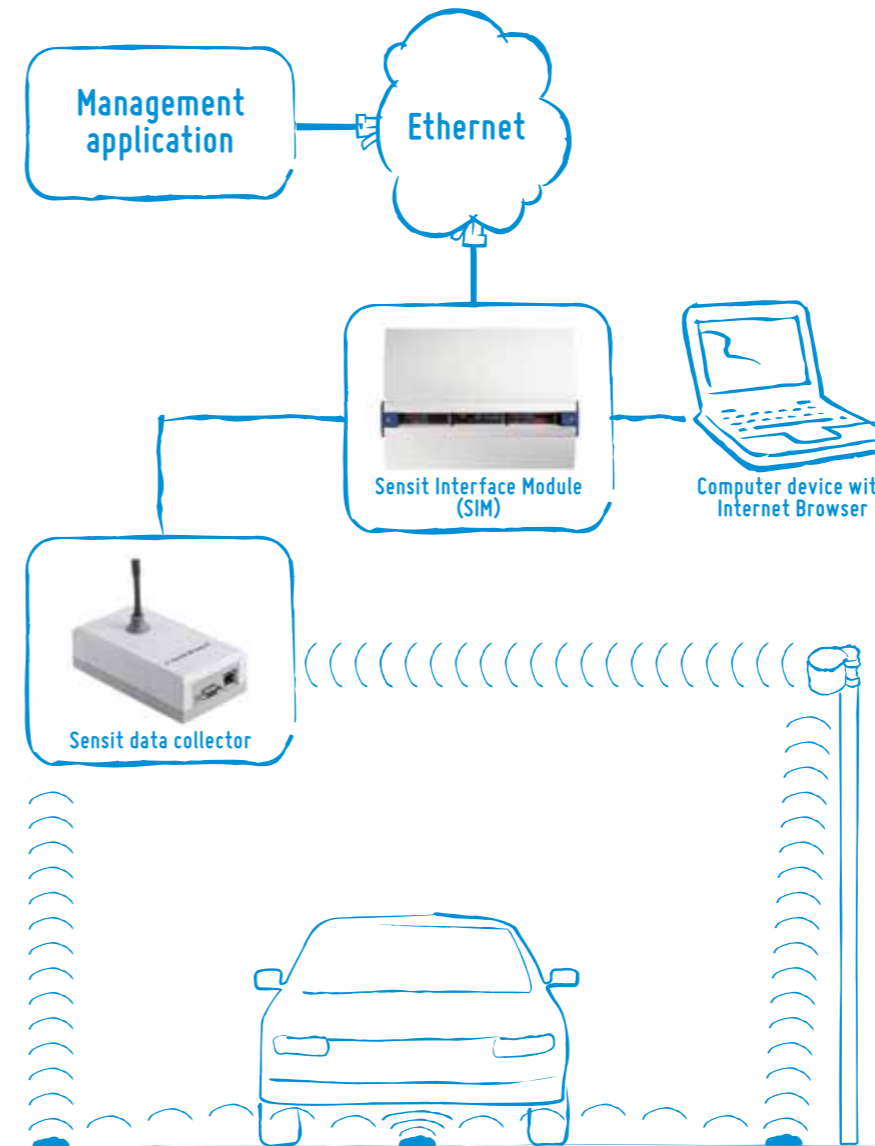 Management
application
Ethernet
Sensit Interface Module
(SIM)
Computer device wit
Internet Browser
Sensit data collector